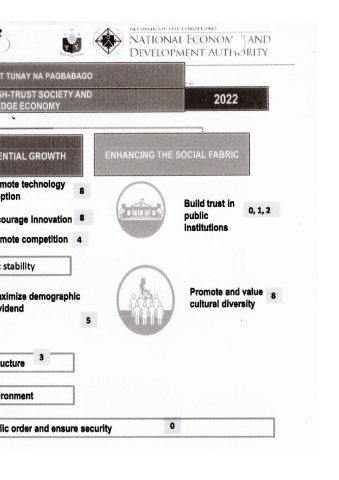 REPUBLIC OF THE PHILIPPINES
NATIONAL ECONOMY AND
DEVELOPMENT AUTHORITY
T TUNAY NA PAGBABAGO
GH-TRUST SOCIETY AND
EDGE ECONOMY
2022
ENTIAL GROWTH
ENHANCING THE SOCIAL FABRIC
mote technology
ption
8
courage innovation 8
mote competition 4
Build trust in
public
institutions
0, 1, 2
: stability
aximize demographic
vidend
5
Promote and value
cultural diversity
8
ucture
3
ronment
lic order and ensure security
0